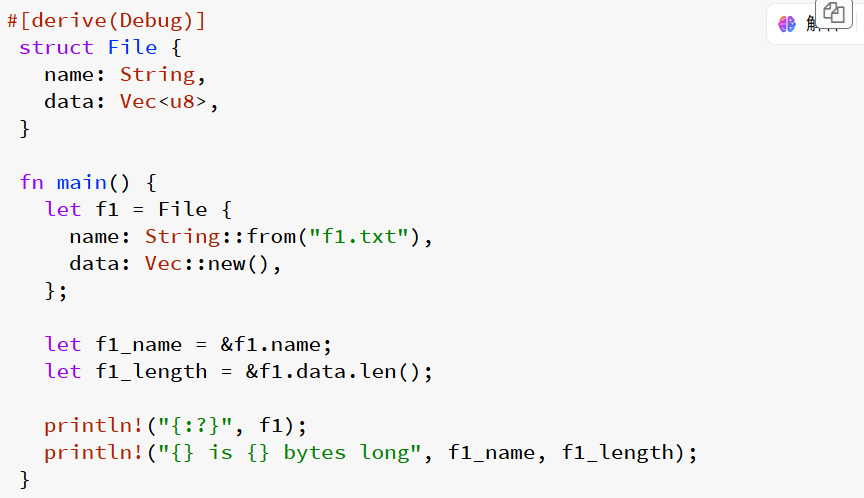 #[derive(Debug)]
struct File {
  name: String,
  data: Vec<u8>,
}

fn main() {
  let f1 = File {
    name: String::from("f1.txt"),
    data: Vec::new(),
  };

  let f1_name = &f1.name;
  let f1_length = &f1.data.len();

  println!("{:?}", f1);
  println!("{} is {} bytes long", f1_name, f1_length);
}